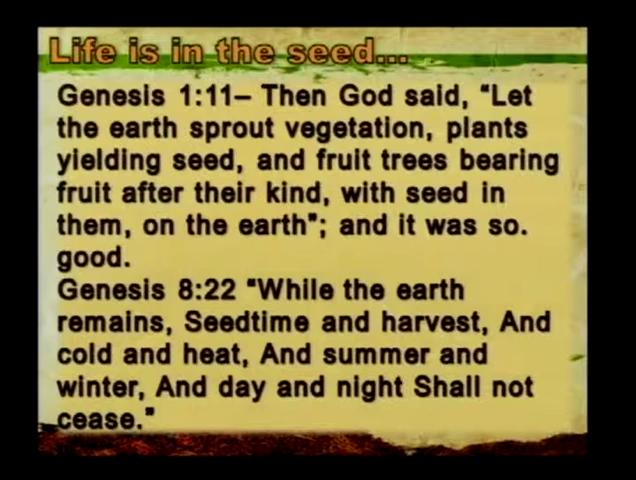 Life is in the seed...
Genesis 1:11– Then God said, “Let
the earth sprout vegetation, plants
yielding seed, and fruit trees bearing
fruit after their kind, with seed in
them, on the earth”; and it was so.
good.
Genesis 8:22 “While the earth
remains, Seedtime and harvest, And
cold and heat, And summer and
winter, And day and night Shall not
cease.”